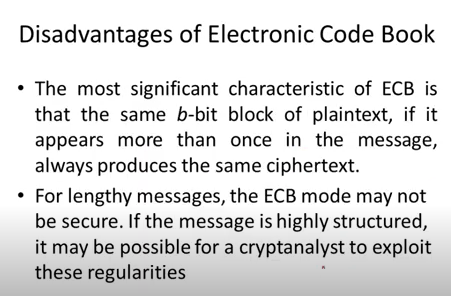 Disadvantages of Electronic Code Book
• The most significant characteristic of ECB is
that the same b-bit block of plaintext, if it
appears more than once in the message,
always produces the same ciphertext.
• For lengthy messages, the ECB mode may not
be secure. If the message is highly structured,
it may be possible for a cryptanalyst to exploit
these regularities